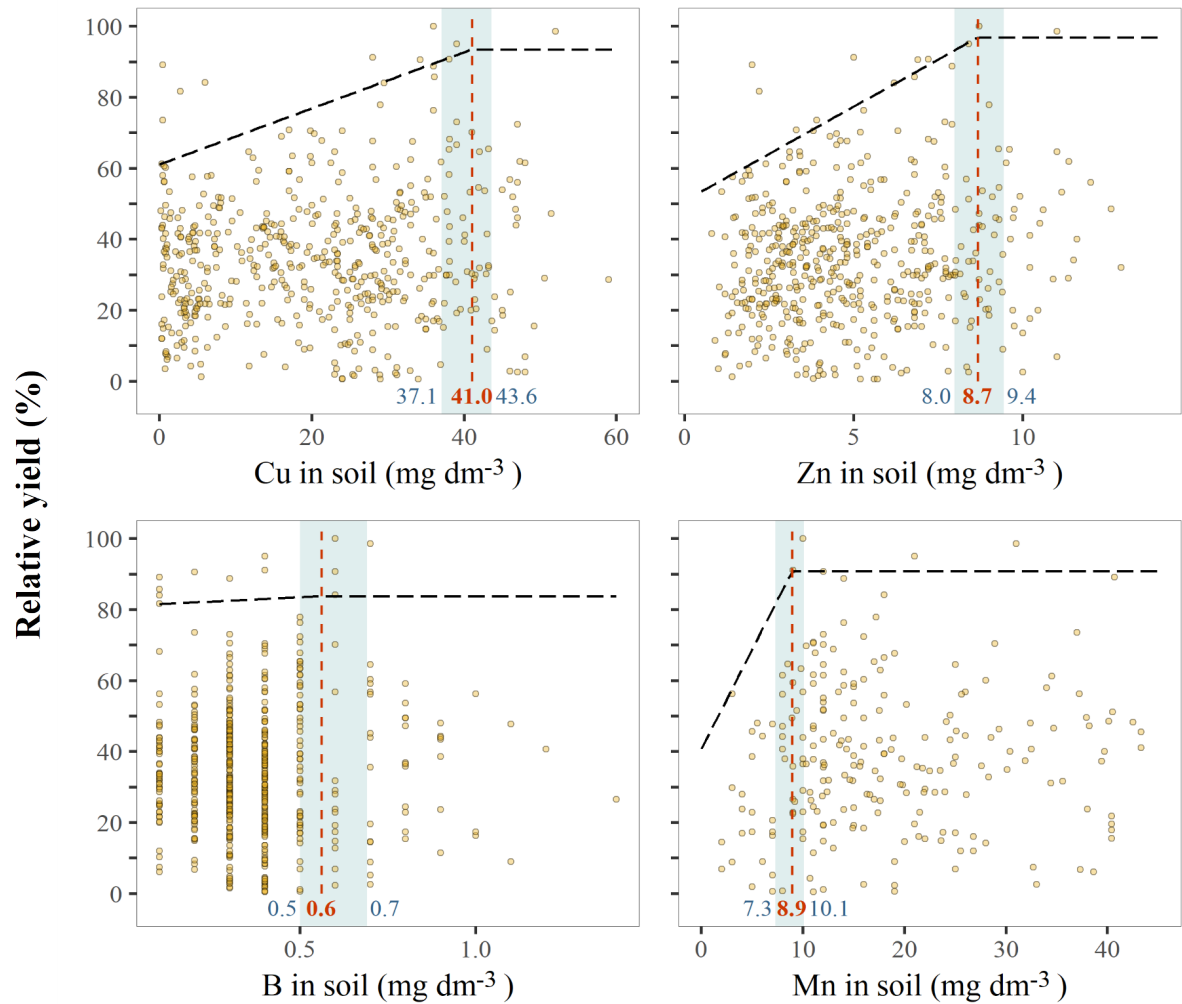 Relative yield (%)
100
80
60
40
20
0
37.1 41.0 43.6
0 20 40 60
Cu in soil (mg dm-3 )
8.0 8.7 9.4
0 5 10
Zn in soil (mg dm-3 )
100
80
60
40
20
0
0.5 0.6 0.7
0.5 1.0
B in soil (mg dm-3 )
7.3 8.9 10.1
0 10 20 30 40
Mn in soil (mg dm-3 )